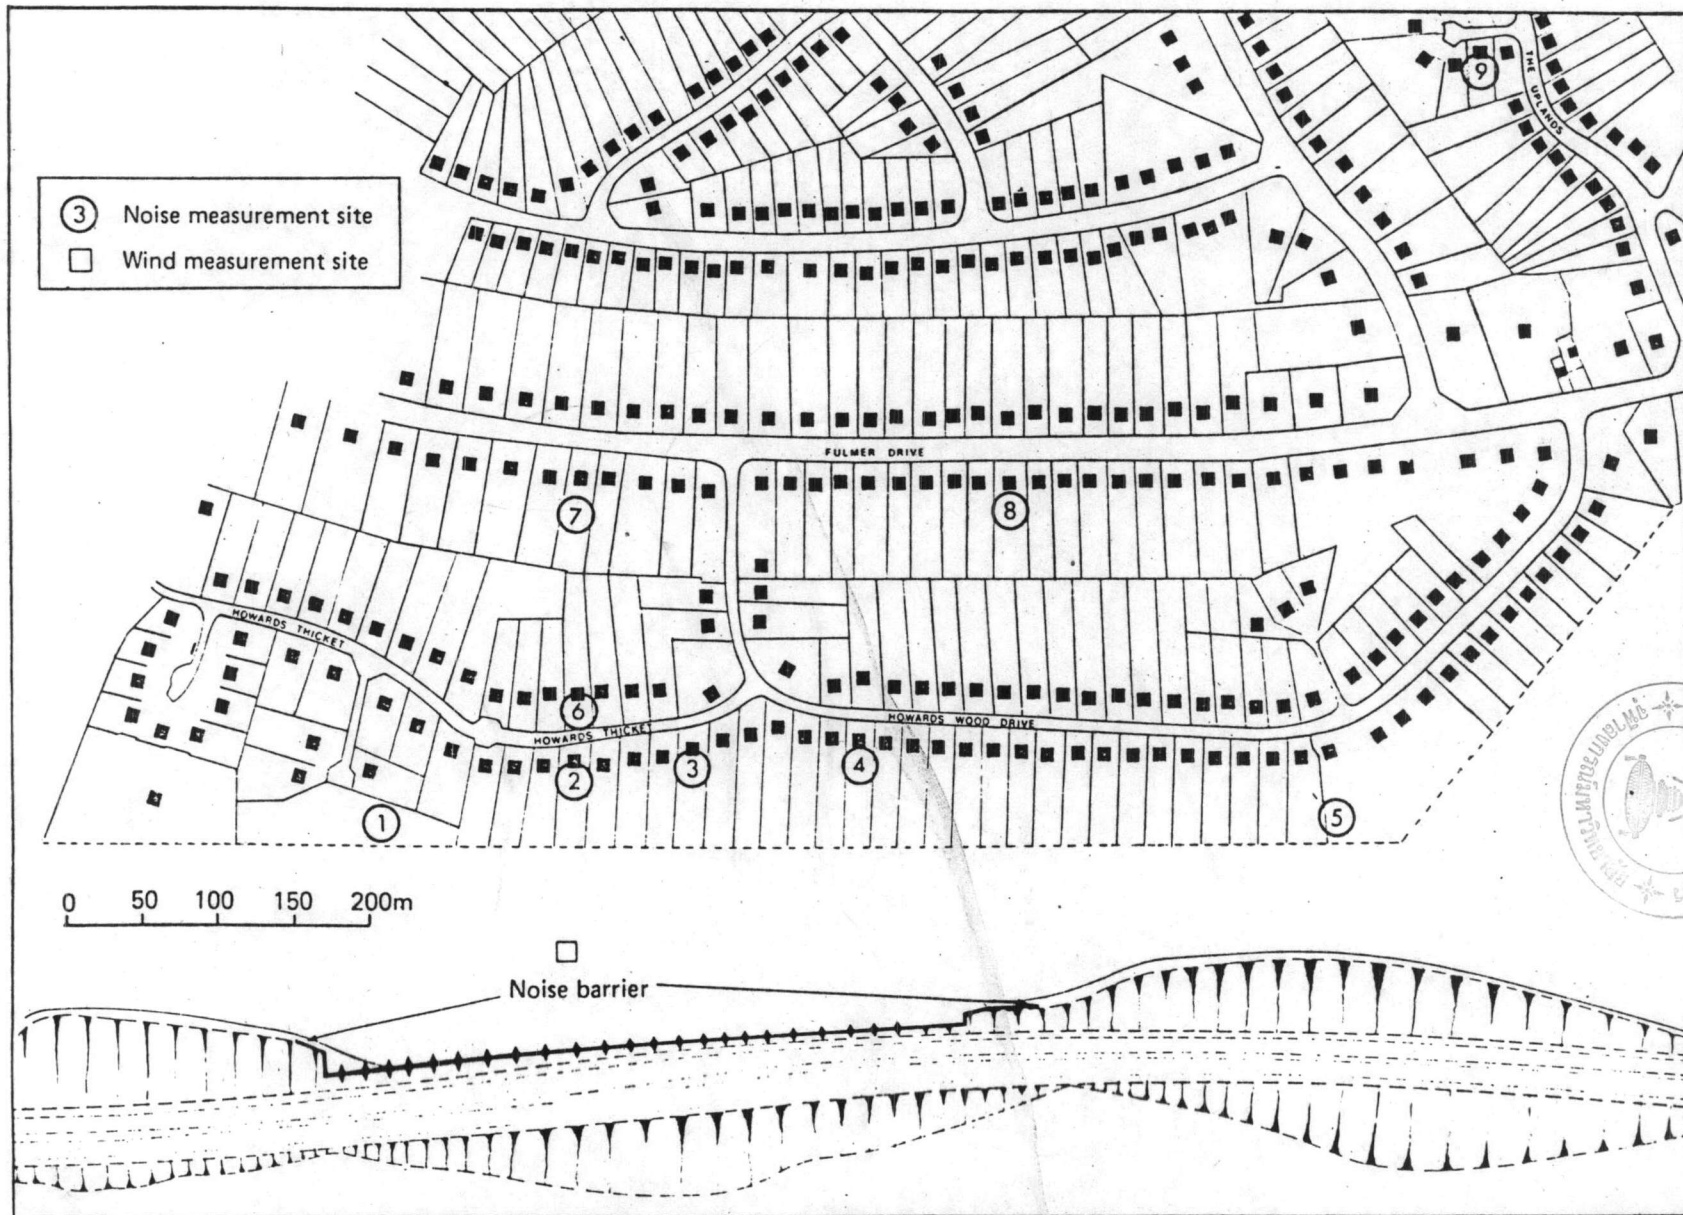 9
THE UPLANDS
3 Noise measurement site
Wind measurement site
FULMER DRIVE
7
8
HOWARDS THICKET
6
HOWARDS THICKET
HOWARDS WOOD DRIVE
2
3
4
1
5
0 50 100 150 200m
Noise barrier